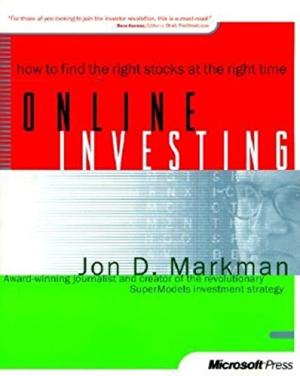 "For those of you looking to join the investor revolution, this is a must-read."
how to find the right stocks at the right time
ONLINE
INVESTING
Jon D. Markman
Award-winning journalist and creator of the revolutionary
SuperModels investment strategy
Microsoft Press